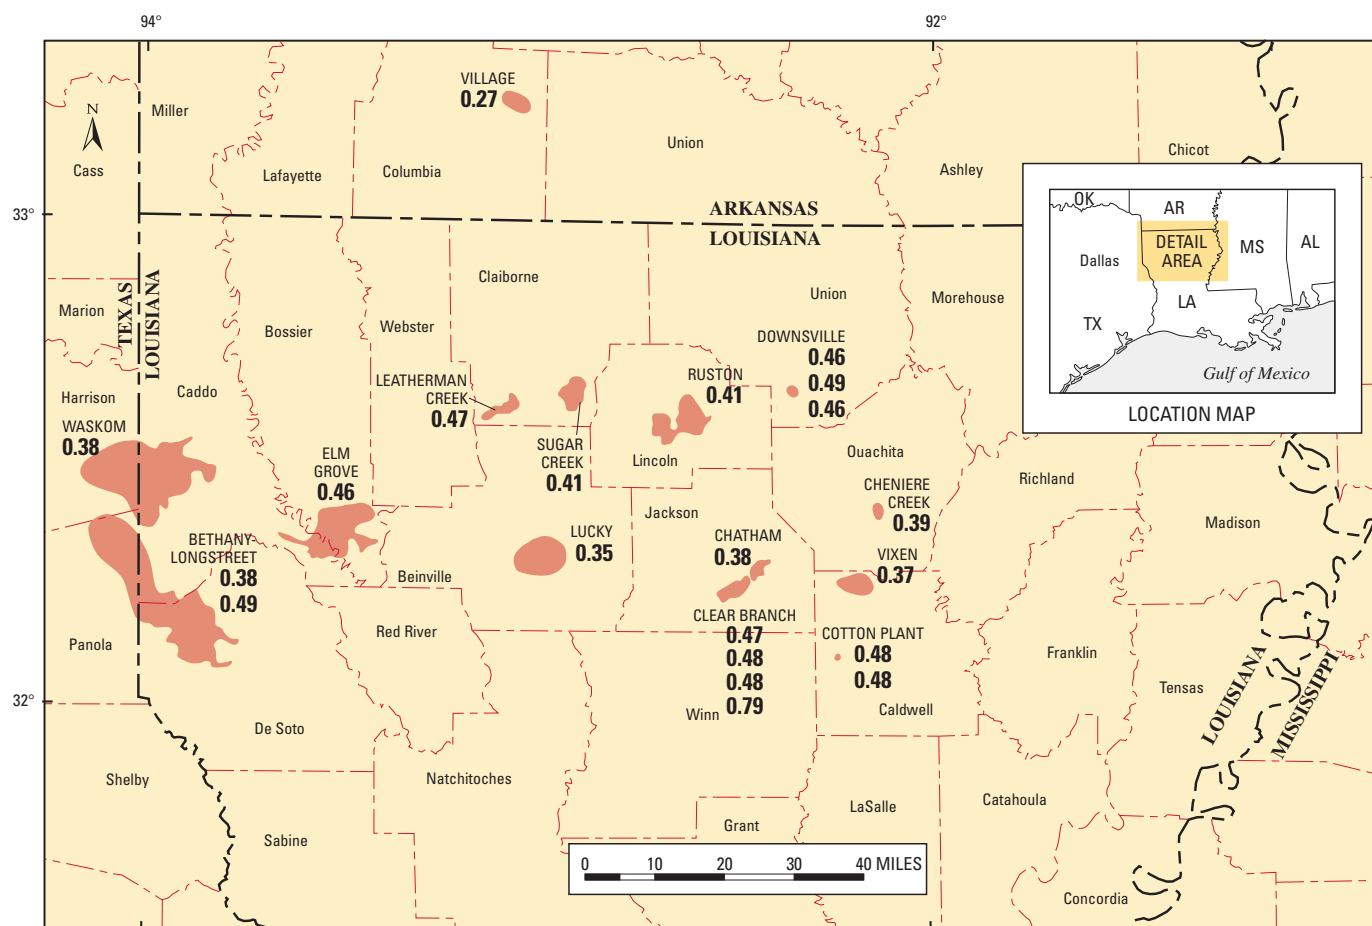 94°
92°
VILLAGE
0.27
Miller
N
Union
Chicot
Cass
Lafayette
Columbia
Ashley
33°
ARKANSAS
LOUISIANA
OK
AR
DETAIL
AREA
MS
AL
Dallas
LA
TX
Gulf of Mexico
LOCATION MAP
Claiborne
Union
Morehouse
Marion
TEXAS
LOUISIANA
Bossier
Webster
DOWNSVILLE
0.46
0.49
0.46
LEATHERMAN
CREEK
0.47
RUSTON
0.41
Caddo
Harrison
WASKOM
0.38
SUGAR
CREEK
0.41
Lincoln
Ouachita
ELM
GROVE
0.46
CHENIERE
CREEK
0.39
Richland
Madison
Jackson
BETHANY-
LONGSTREET
0.38
0.49
LUCKY
0.35
CHATHAM
0.38
VIXEN
0.37
Beinville
CLEAR BRANCH
0.47
0.48
0.48
0.79
COTTON PLANT
0.48
0.48
Red River
Panola
Franklin
Tensas
LOUISIANA
MISSISSIPPI
32°
Winn
Caldwell
De Soto
Shelby
Natchitoches
LaSalle
Catahoula
Grant
Sabine
0 10 20 30 40 MILES
Concordia